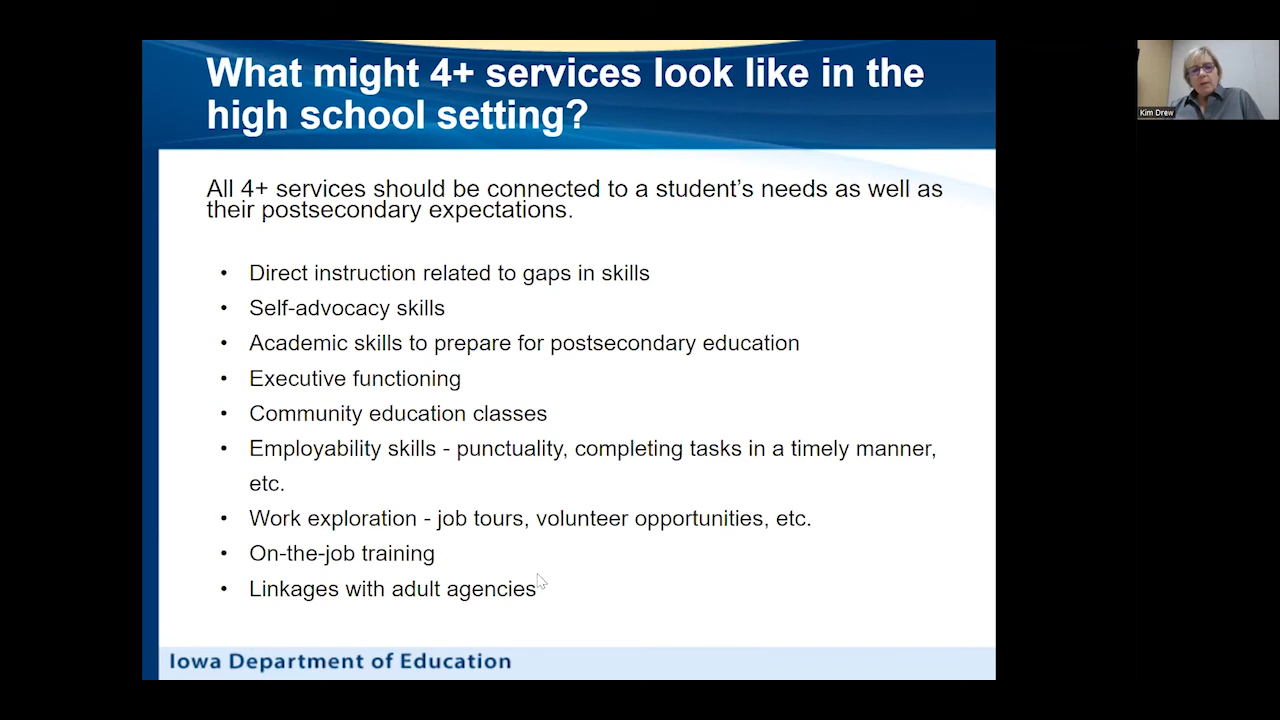 What might 4+ services look like in the
high school setting?
All 4+ services should be connected to a student’s needs as well as
their postsecondary expectations.
• Direct instruction related to gaps in skills
• Self-advocacy skills
• Academic skills to prepare for postsecondary education
• Executive functioning
• Community education classes
• Employability skills - punctuality, completing tasks in a timely manner,
etc.
• Work exploration - job tours, volunteer opportunities, etc.
• On-the-job training
• Linkages with adult agencies
Iowa Department of Education
Kim Drew